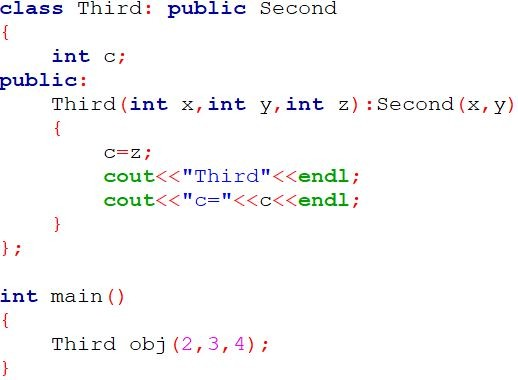 class Third: public Second
{
    int c;
public:
    Third(int x,int y,int z):Second(x,y)
    {
        c=z;
        cout<<"Third"<<endl;
        cout<<"c="<<c<<endl;
    }
};

int main()
{
    Third obj(2,3,4);
}